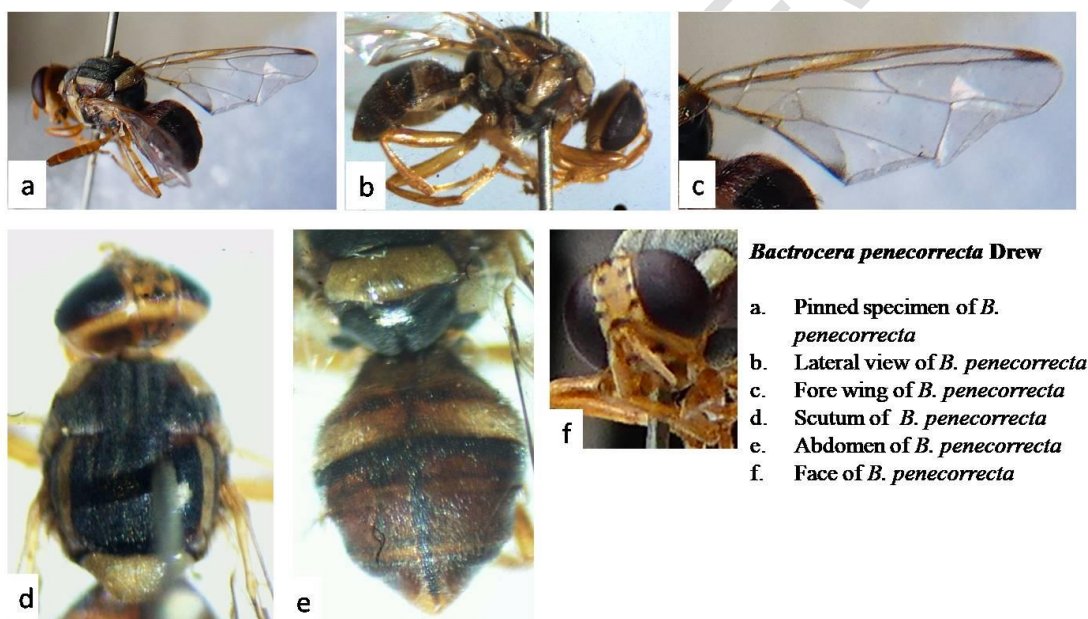 a
b
c
d
e
f
Bactrocera penecorrecta Drew
a. Pinned specimen of B.
penecorrecta
b. Lateral view of B. penecorrecta
c. Fore wing of B. penecorrecta
d. Scutum of B. penecorrecta
e. Abdomen of B. penecorrecta
f. Face of B. penecorrecta